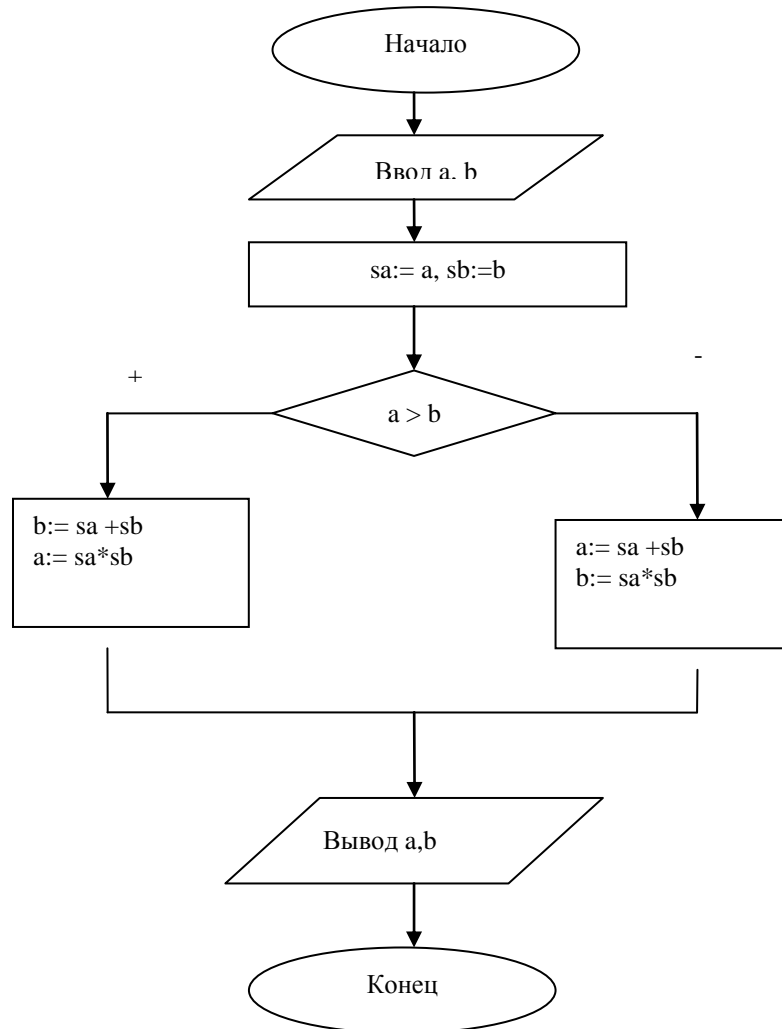 Начало
Ввод a, b
sa:= a, sb:=b
+
-
a > b
b:= sa +sb
a:= sa*sb
a:= sa +sb
b:= sa*sb
Вывод a,b
Конец